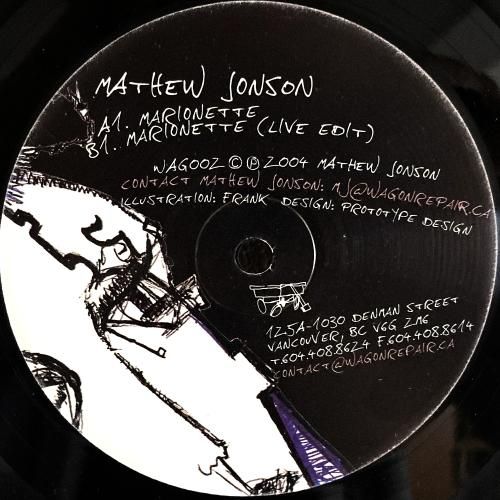 MATHEW JONSON
A1. MARIONETTE
B1. MARIONETTE (LIVE EDIT)
WAG002 © ℗ 2004 MATHEW JONSON
CONTACT MATHEW JONSON: MJ@WAGONREPAIR.CA
ILLUSTRATION: FRANK DESIGN: PROTOTYPE DESIGN
125A-1030 DENMAN STREET
VANCOUVER, BC V6G 2M6
T.604.408.8624 F.604.408.8614
CONTACT@WAGONREPAIR.CA